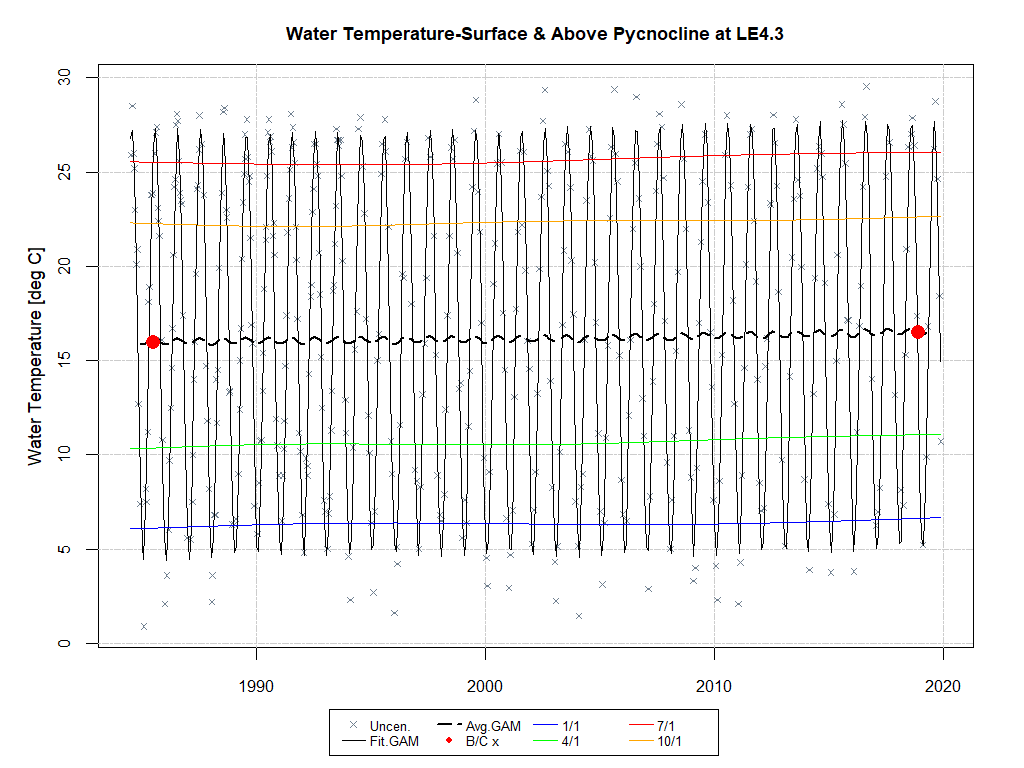 Water Temperature-Surface & Above Pycnocline at LE4.3
Water Temperature [deg C]
30
25
20
15
10
5
0
1990 2000 2010 2020
Uncen. Avg.GAM 1/1 7/1
Fit.GAM B/C x 4/1 10/1